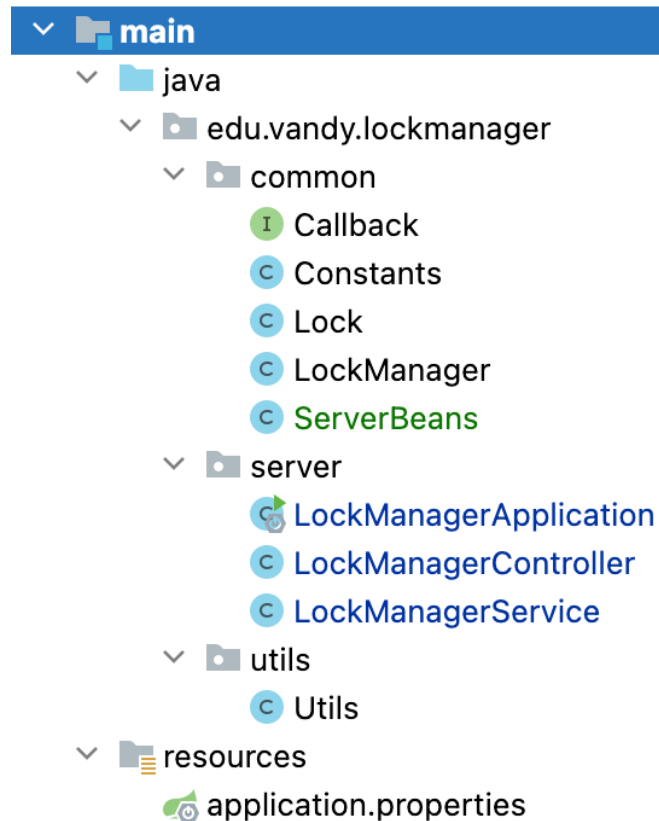 main
java
edu.vandy.lockmanager
common
I Callback
C Constants
C Lock
C LockManager
C ServerBeans
server
C LockManagerApplication
C LockManagerController
C LockManagerService
utils
C Utils
resources
application.properties